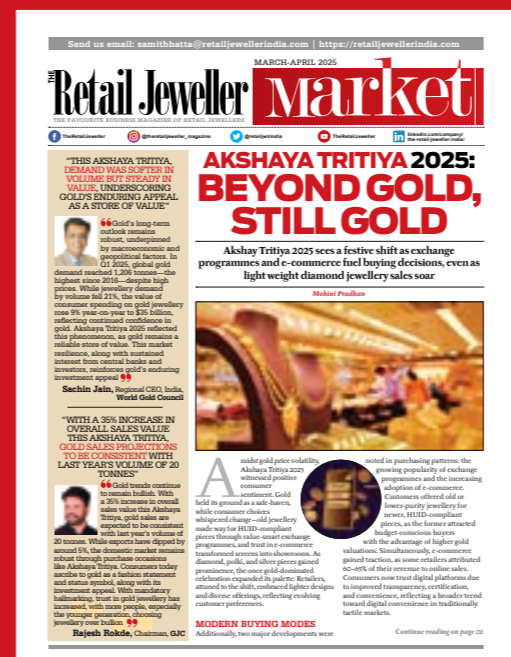 Send us email: samitbhatta@retailjewellerindia.com | https://retailjewellerindia.com
MARCH-APRIL 2025
THE Retail Jeweller Market
THE FAVOURITE BUSINESS MAGAZINE OF RETAIL JEWELLERS
TheRetailJeweller
@theretailjeweller_magazine
@retailjwlrindia
TheRetailJeweller
linkedin.com/company/
the-retail-jeweller-india/
"THIS AKSHAYA TRITIYA,
DEMAND WAS SOFTER IN
VOLUME BUT STEADY IN
VALUE, UNDERSCORING
GOLD'S ENDURING APPEAL
AS A STORE OF VALUE"
Gold's long-term
outlook remains
robust, underpinned
by macroeconomic and
geopolitical factors. In
Q1 2025, global gold
demand reached 1,206 tonnes—the
highest since 2016—despite high
prices. While jewellery demand
by volume fell 21%, the value of
consumer spending on gold jewellery
rose 9% year-on-year to $35 billion,
reflecting continued confidence in
gold. Akshaya Tritiya 2025 reflected
this phenomenon, as gold remains a
reliable store of value. This market
resilience, along with sustained
interest from central banks and
investors, reinforces gold's enduring
investment appeal
Sachin Jain, Regional CEO, India,
World Gold Council
"WITH A 35% INCREASE IN
OVERALL SALES VALUE
THIS AKSHAYA TRITIYA,
GOLD SALES PROJECTIONS
TO BE CONSISTENT WITH
LAST YEAR'S VOLUME OF 20
TONNES"
Gold trends continue
to remain bullish. With
a 35% increase in overall
sales value this Akshaya
Tritiya, gold sales are
expected to be consistent
with last year's volume of
20 tonnes. While exports have dipped by
around 5%, the domestic market remains
robust through purchase occasions
like Akshaya Tritiya. Consumers today
ascribe to gold as a fashion statement
and status symbol, along with its
investment appeal. With mandatory
hallmarking, trust in gold jewellery has
increased, with more people, especially
the younger generation, choosing
jewellery over bullion
Rajesh Rokde, Chairman, GJC
AKSHAYA TRITIYA 2025:
BEYOND GOLD,
STILL GOLD
Akshay Tritiya 2025 sees a festive shift as exchange
programmes and e-commerce fuel buying decisions, even as
light weight diamond jewellery sales soar
Mohini Pradhan
Amidst gold price volatility,
Akshaya Tritiya 2025
witnessed positive
consumer
sentiment. Gold
held its ground as a safe-haven,
while consumer choices
whispered change—old jewellery
made way for HUID-compliant
pieces through value-smart exchange
programmes, and trust in e-commerce
transformed screens into showrooms. As
diamond, polki, and silver pieces gained
prominence, the once gold-dominated
celebration expanded its palette. Retailers,
attuned to the shift, embraced lighter designs
and diverse offerings, reflecting evolving
customer preferences.
MODERN BUYING MODES
Additionally, two major developments were
noted in purchasing patterns: the
growing popularity of exchange
programmes and the increasing
adoption of e-commerce.
Customers offered old or
lower-purity jewellery for
newer, HUID-compliant
pieces, as the former attracted
budget-conscious buyers
with the advantage of higher gold
valuations. Simultaneously, e-commerce
gained traction, as some retailers attributed
60–65% of their revenue to online sales.
Consumers now trust digital platforms due
to improved transparency, certification,
and convenience, reflecting a broader trend
toward digital convenience in traditionally
tactile markets.
Continue reading on page 02